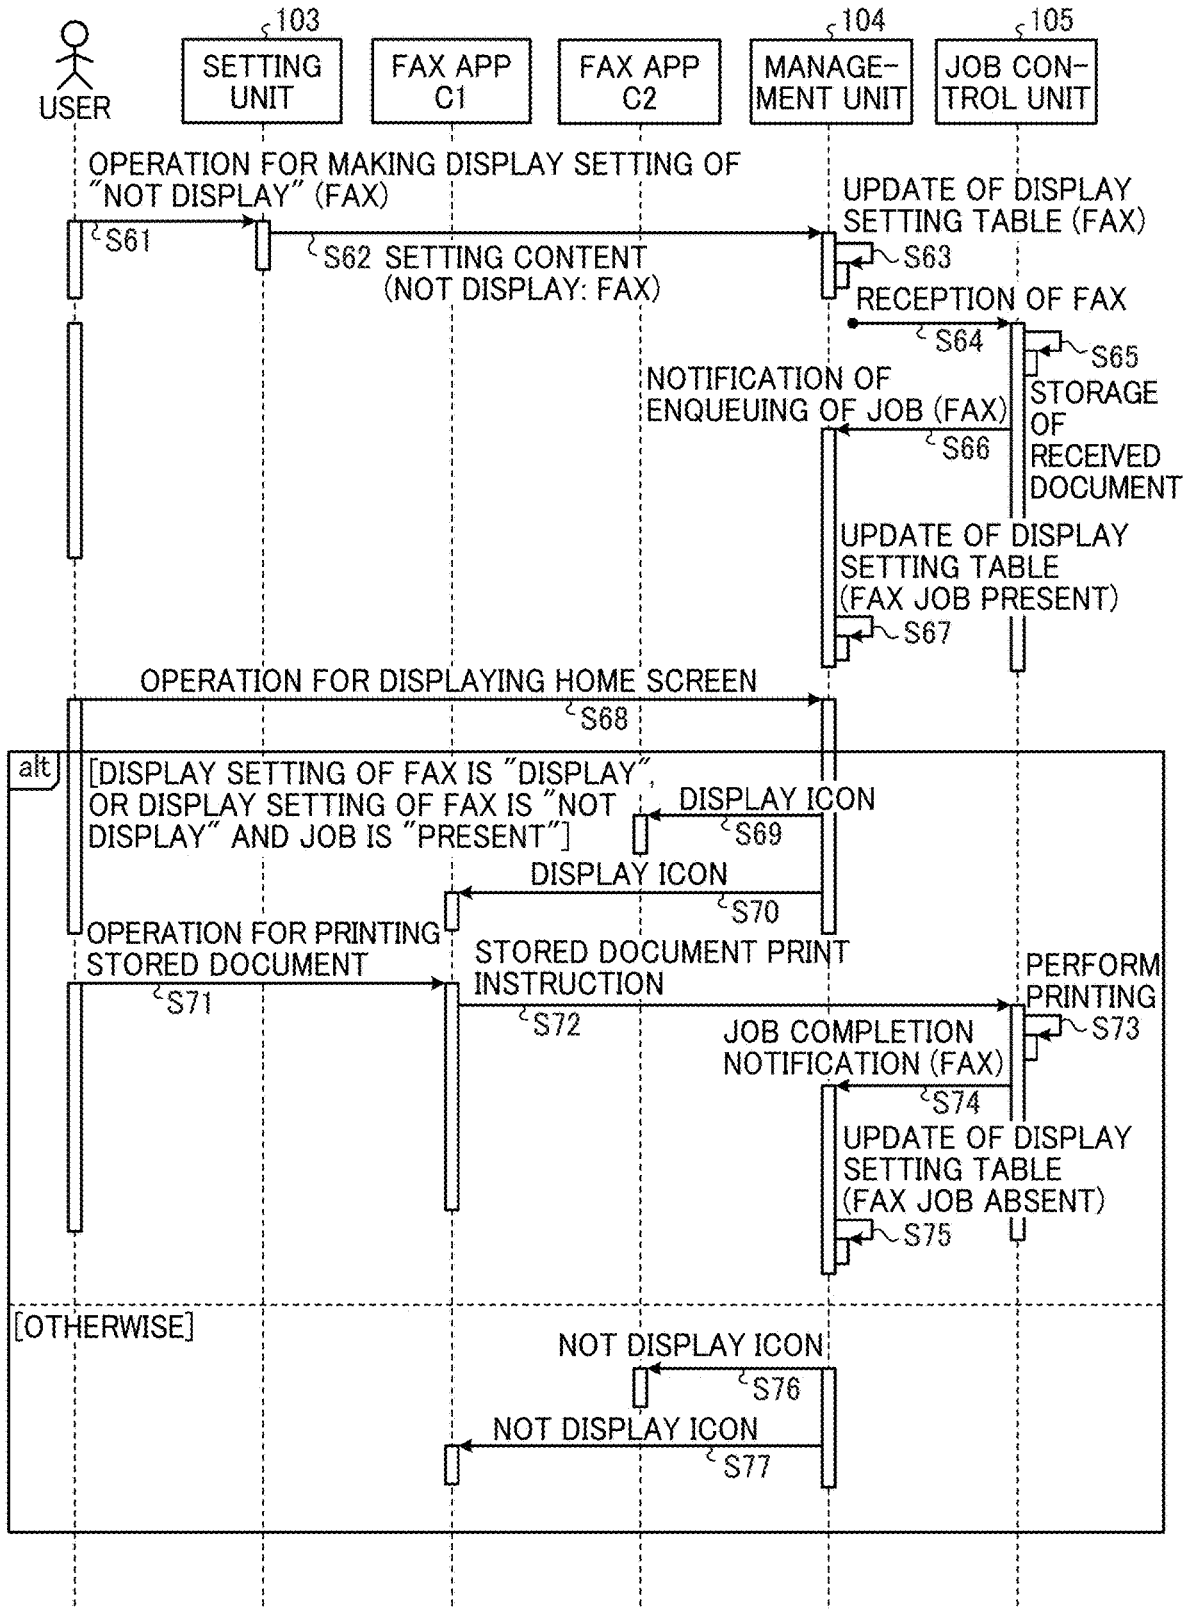 103
104
105
USER
SETTING
UNIT
FAX APP
C1
FAX APP
C2
MANAGE-
MENT UNIT
JOB CON-
TROL UNIT
OPERATION FOR MAKING DISPLAY SETTING OF
"NOT DISPLAY" (FAX)
S61
S62
SETTING CONTENT
(NOT DISPLAY: FAX)
UPDATE OF DISPLAY
SETTING TABLE (FAX)
S63
RECEPTION OF FAX
S64
S65
STORAGE
OF
RECEIVED
DOCUMENT
NOTIFICATION OF
ENQUEUING OF JOB (FAX)
S66
UPDATE OF DISPLAY
SETTING TABLE
(FAX JOB PRESENT)
S67
OPERATION FOR DISPLAYING HOME SCREEN
S68
alt
[DISPLAY SETTING OF FAX IS "DISPLAY",
OR DISPLAY SETTING OF FAX IS "NOT
DISPLAY" AND JOB IS "PRESENT"]
DISPLAY ICON
S69
DISPLAY ICON
S70
OPERATION FOR PRINTING
STORED DOCUMENT
S71
STORED DOCUMENT PRINT
INSTRUCTION
S72
PERFORM
PRINTING
S73
JOB COMPLETION
NOTIFICATION (FAX)
S74
UPDATE OF DISPLAY
SETTING TABLE
(FAX JOB ABSENT)
S75
[OTHERWISE]
NOT DISPLAY ICON
S76
NOT DISPLAY ICON
S77